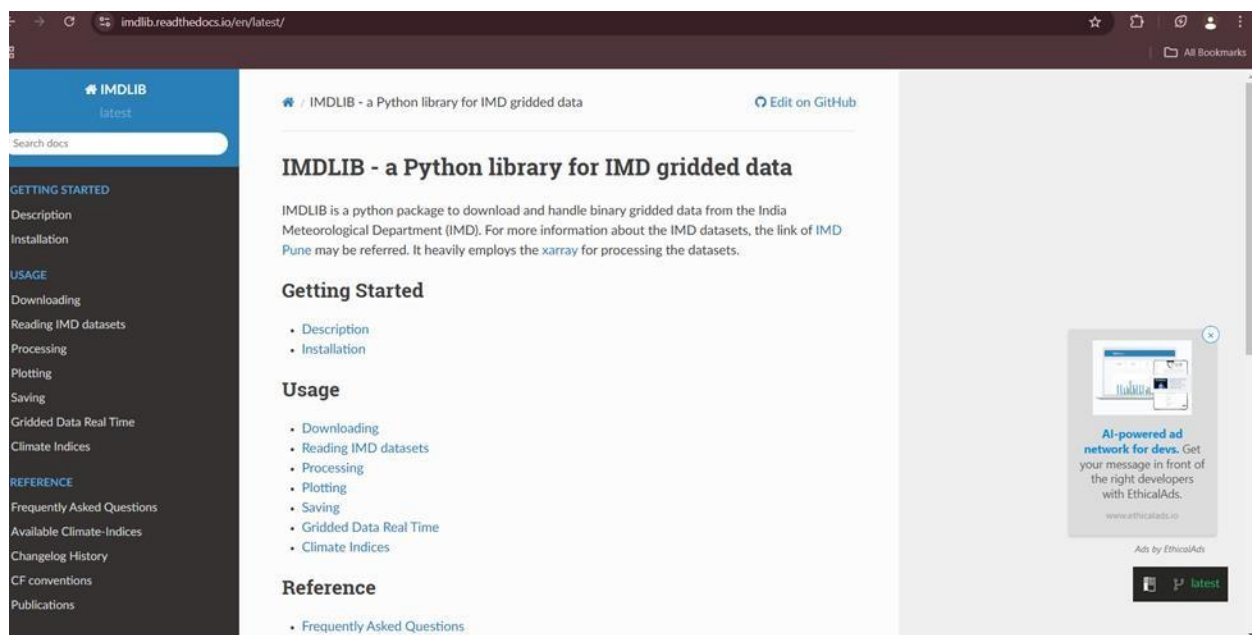 imdlib.readthedocs.io/en/latest/
All Bookmarks
IMDLIB
latest
Search docs
GETTING STARTED
Description
Installation
USAGE
Downloading
Reading IMD datasets
Processing
Plotting
Saving
Gridded Data Real Time
Climate Indices
REFERENCE
Frequently Asked Questions
Available Climate-Indices
Changelog History
CF conventions
Publications
/ IMDLIB - a Python library for IMD gridded data
Edit on GitHub
IMDLIB - a Python library for IMD gridded data
IMDLIB is a python package to download and handle binary gridded data from the India
Meteorological Department (IMD). For more information about the IMD datasets, the link of IMD
Pune may be referred. It heavily employs the xarray for processing the datasets.
Getting Started
• Description
• Installation
Usage
• Downloading
• Reading IMD datasets
• Processing
• Plotting
• Saving
• Gridded Data Real Time
• Climate Indices
Reference
• Frequently Asked Questions
AI-powered ad
network for devs. Get
your message in front of
the right developers
with EthicalAds.
www.ethicalads.io
Ads by EthicalAds
latest